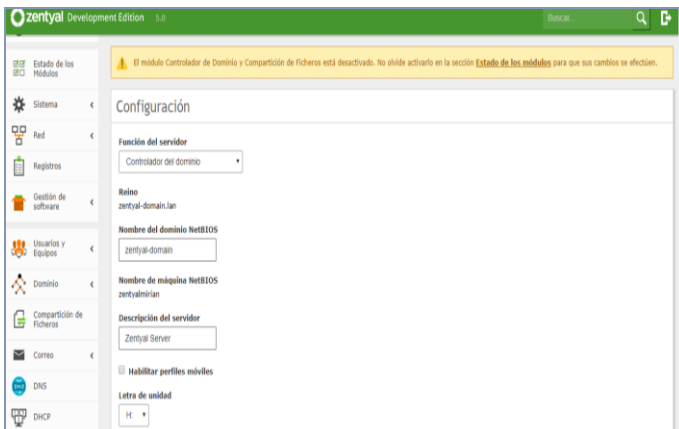 zentyal Development Edition 5.0
Buscar...
Estado de los
Módulos
Sistema
Red
Registros
Gestión de
software
Usuarios y
Equipos
Dominio
Compartición de
Ficheros
Correo
DNS
DHCP
El módulo Controlador de Dominio y Compartición de Ficheros está desactivado. No olvide activarlo en la sección Estado de los módulos para que sus cambios se efectúen.
Configuración
Función del servidor
Controlador del dominio
Reino
zentyal-domain.lan
Nombre del dominio NetBIOS
zentyal-domain
Nombre de máquina NetBIOS
zentyalmirian
Descripción del servidor
Zentyal Server
Habilitar perfiles móviles
Letra de unidad
H: